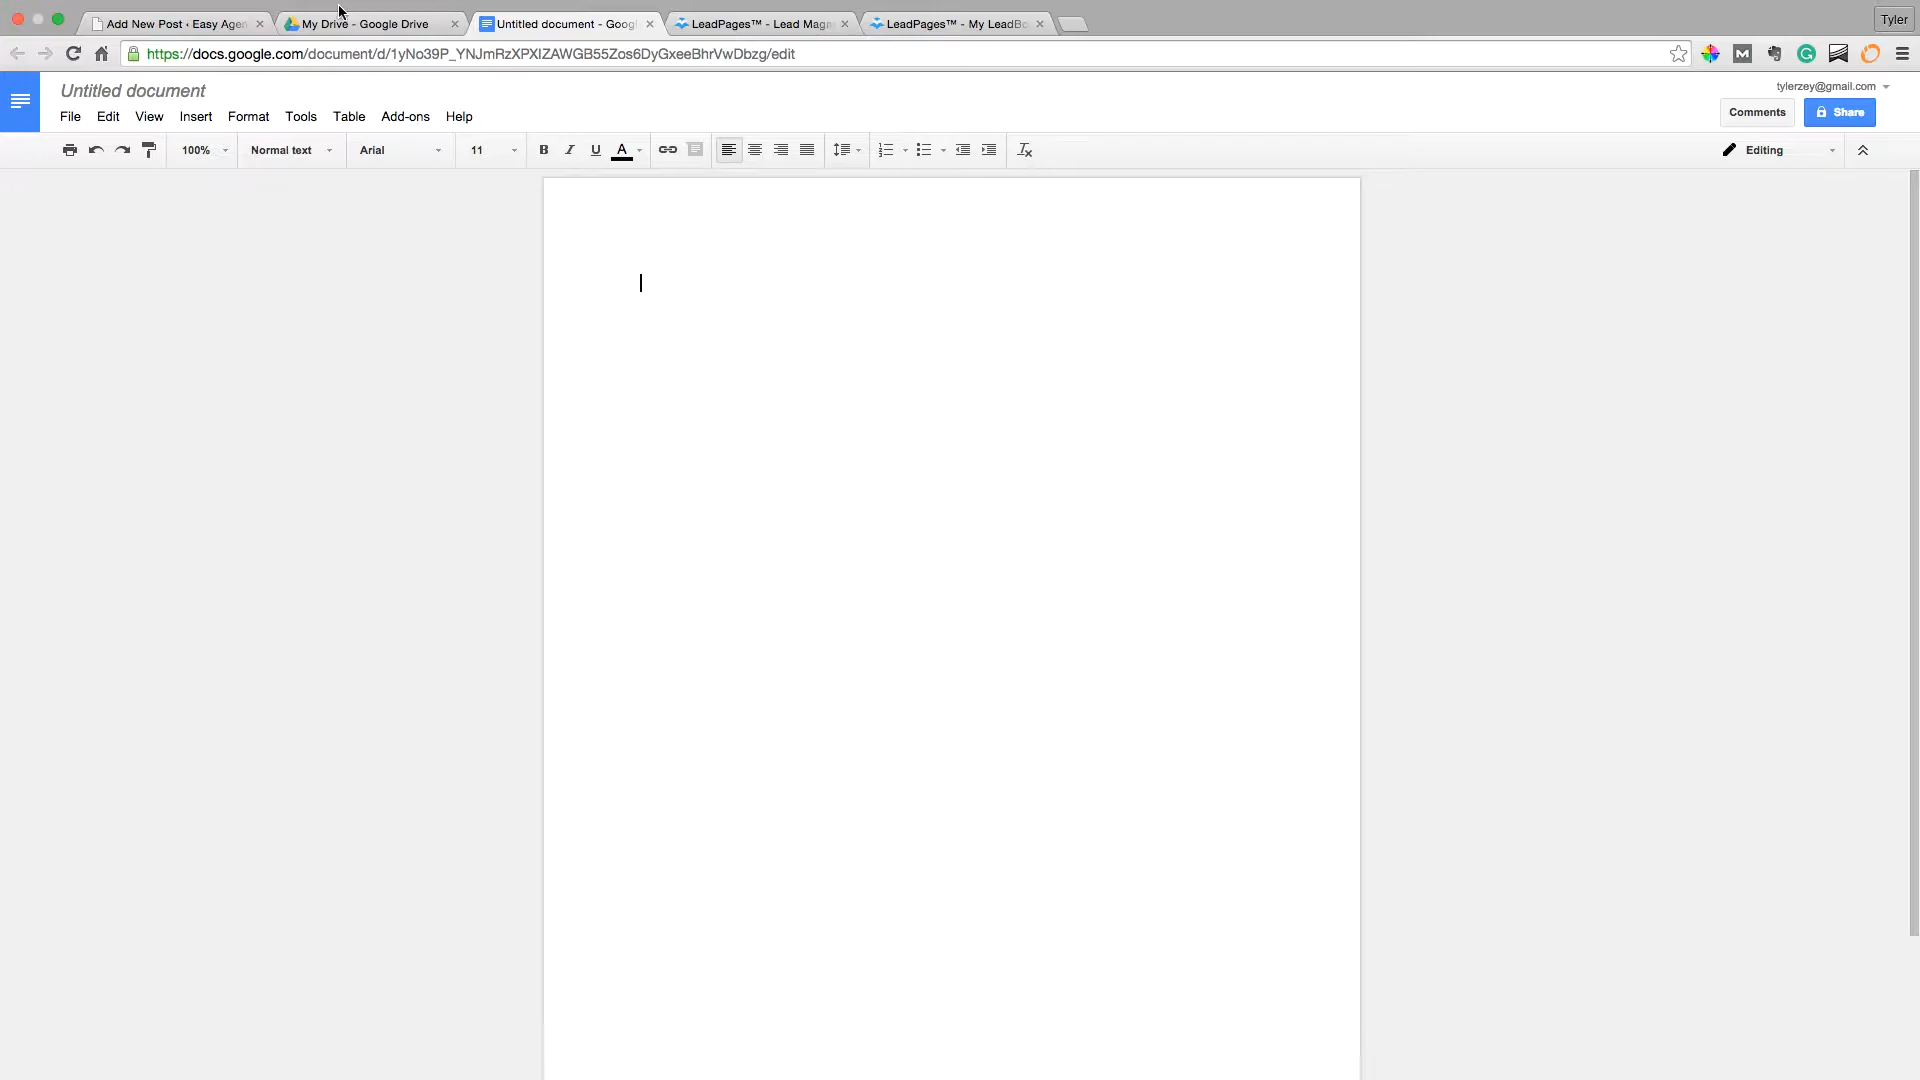 Add New Post ‹ Easy Agen
My Drive - Google Drive
Untitled document - Googl
LeadPages™ - Lead Magn
LeadPages™ - My LeadBo
Tyler
https://docs.google.com/document/d/1yNo39P_YNJmRzXPXlZAWGB55Zos6DyGxeeBhrVwDbzg/edit
Untitled document
tylerzey@gmail.com
File Edit View Insert Format Tools Table Add-ons Help
Comments
Share
100% Normal text Arial 11 B I U A
Editing